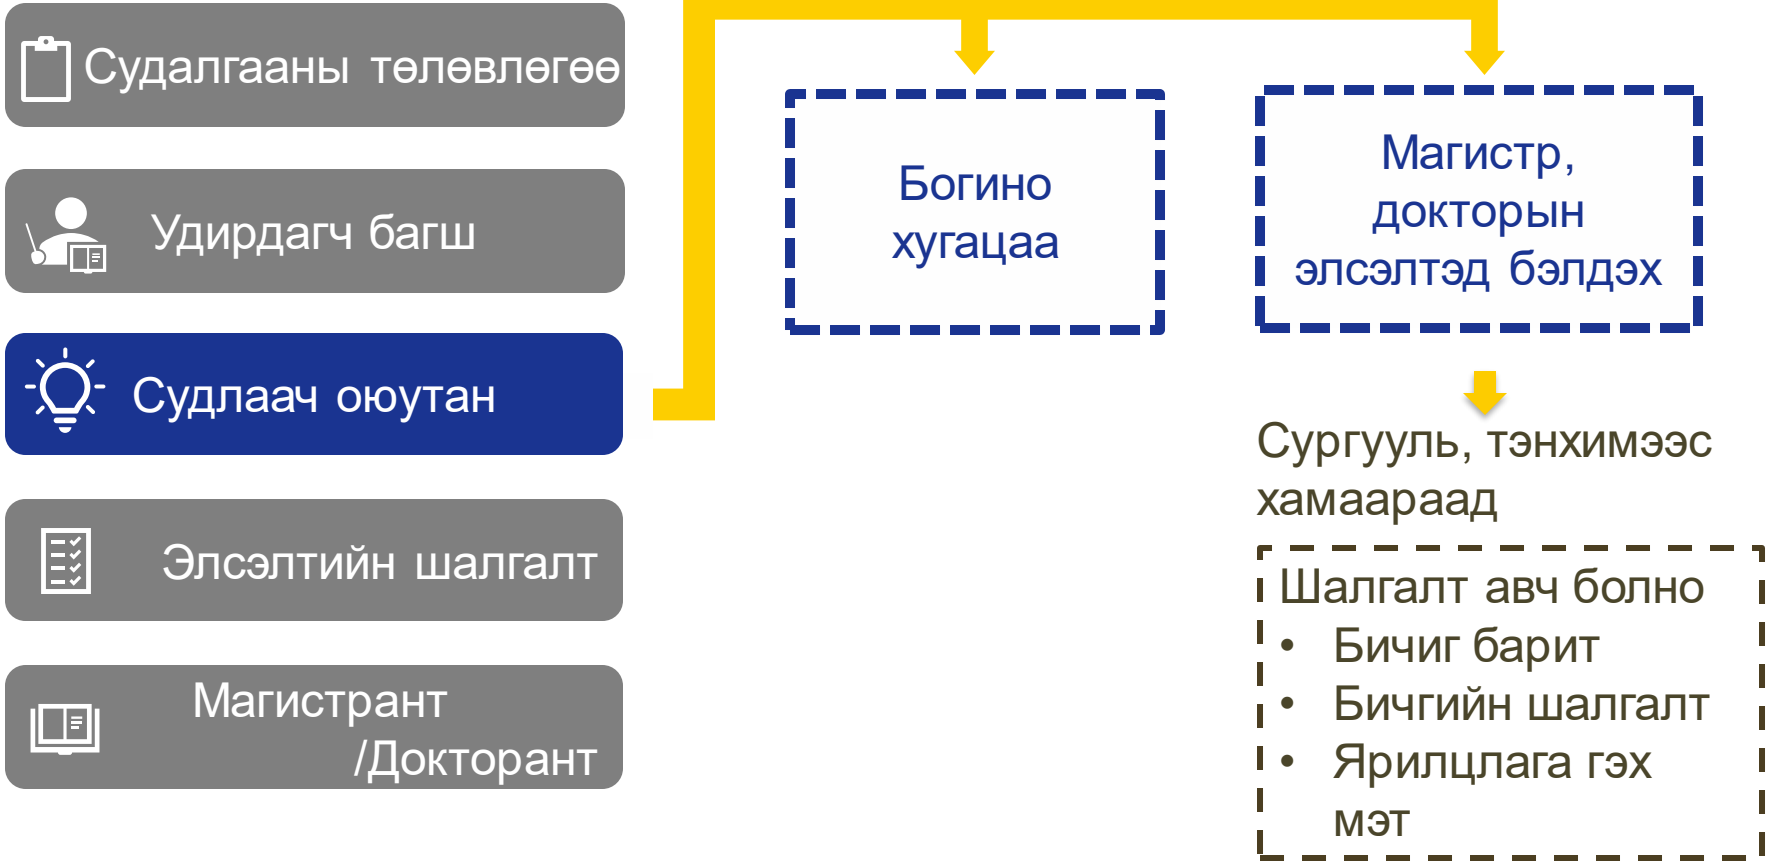 Судалгааны төлөвлөгөө
Удирдагч багш
Судлаач оюутан
Элсэлтийн шалгалт
Магистрант
/Докторант
Богино
хугацаа
Магистр,
докторын
элсэлтэд бэлдэх
Сургууль, тэнхимээс
хамаараад
Шалгалт авч болно
• Бичиг барит
• Бичгийн шалгалт
• Ярилцлага гэх
мэт